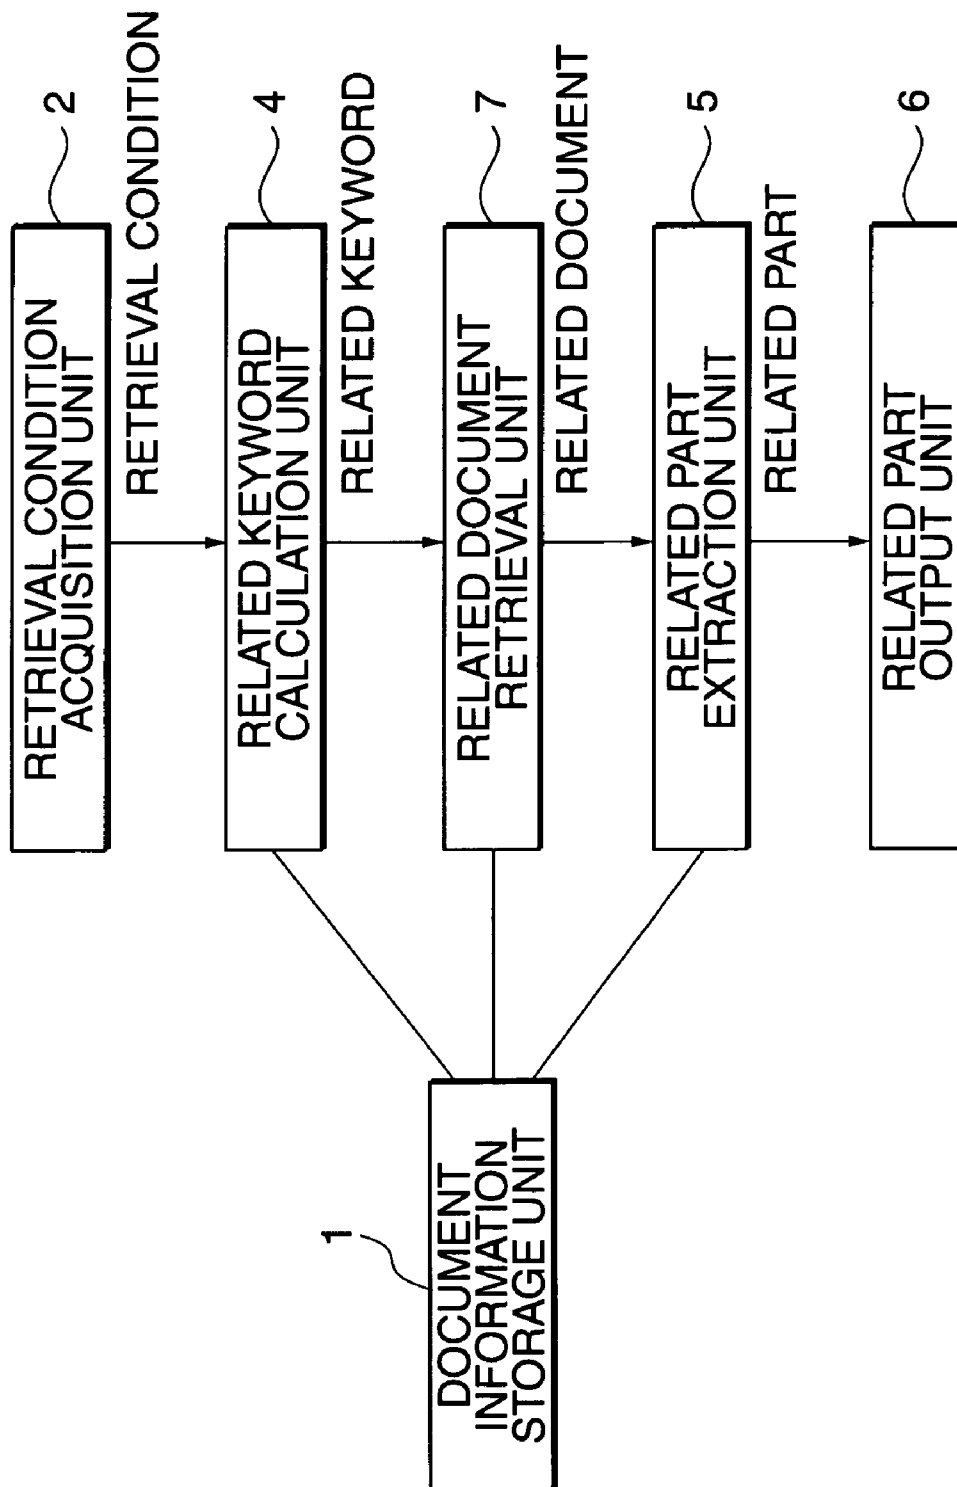 2
RETRIEVAL CONDITION
ACQUISITION UNIT
RETRIEVAL CONDITION
4
RELATED KEYWORD
CALCULATION UNIT
RELATED KEYWORD
7
RELATED DOCUMENT
RETRIEVAL UNIT
RELATED DOCUMENT
5
RELATED PART
EXTRACTION UNIT
RELATED PART
6
RELATED PART
OUTPUT UNIT
1
DOCUMENT
INFORMATION
STORAGE UNIT